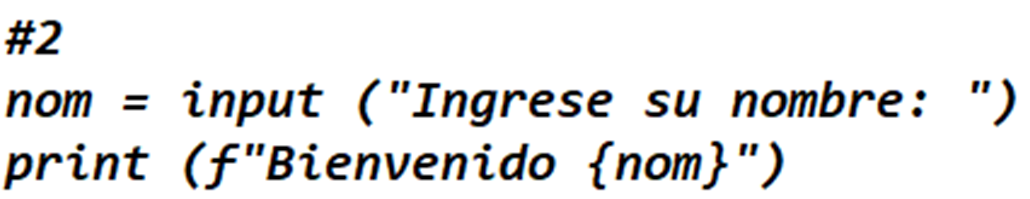 #2
nom = input ("Ingrese su nombre: ")
print (f"Bienvenido {nom}")